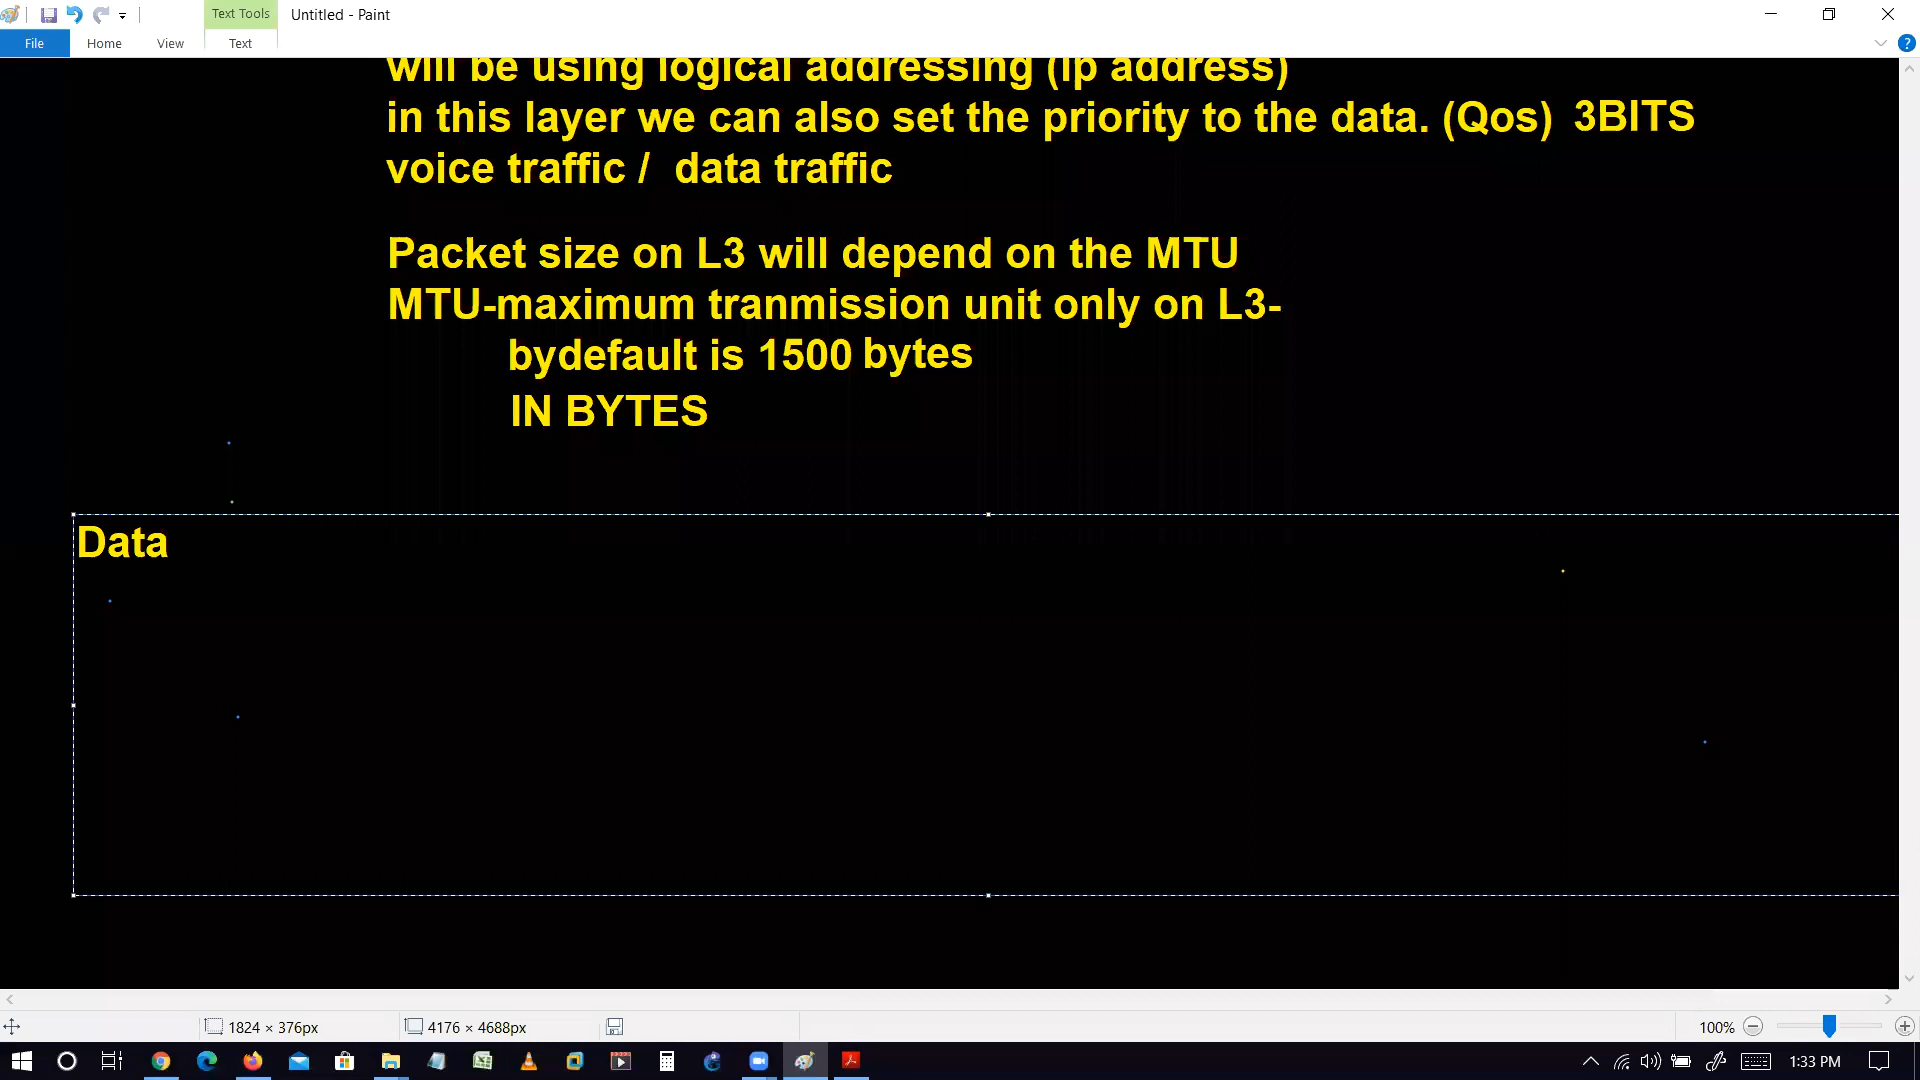 Text Tools
Untitled - Paint
File
Home
View
Text
will be using logical addressing (ip address)
in this layer we can also set the priority to the data. (Qos) 3BITS
voice traffic / data traffic
Packet size on L3 will depend on the MTU
MTU-maximum tranmission unit only on L3-
bydefault is 1500 bytes
IN BYTES
Data
1824 × 376px
4176 × 4688px
100%
1:33 PM